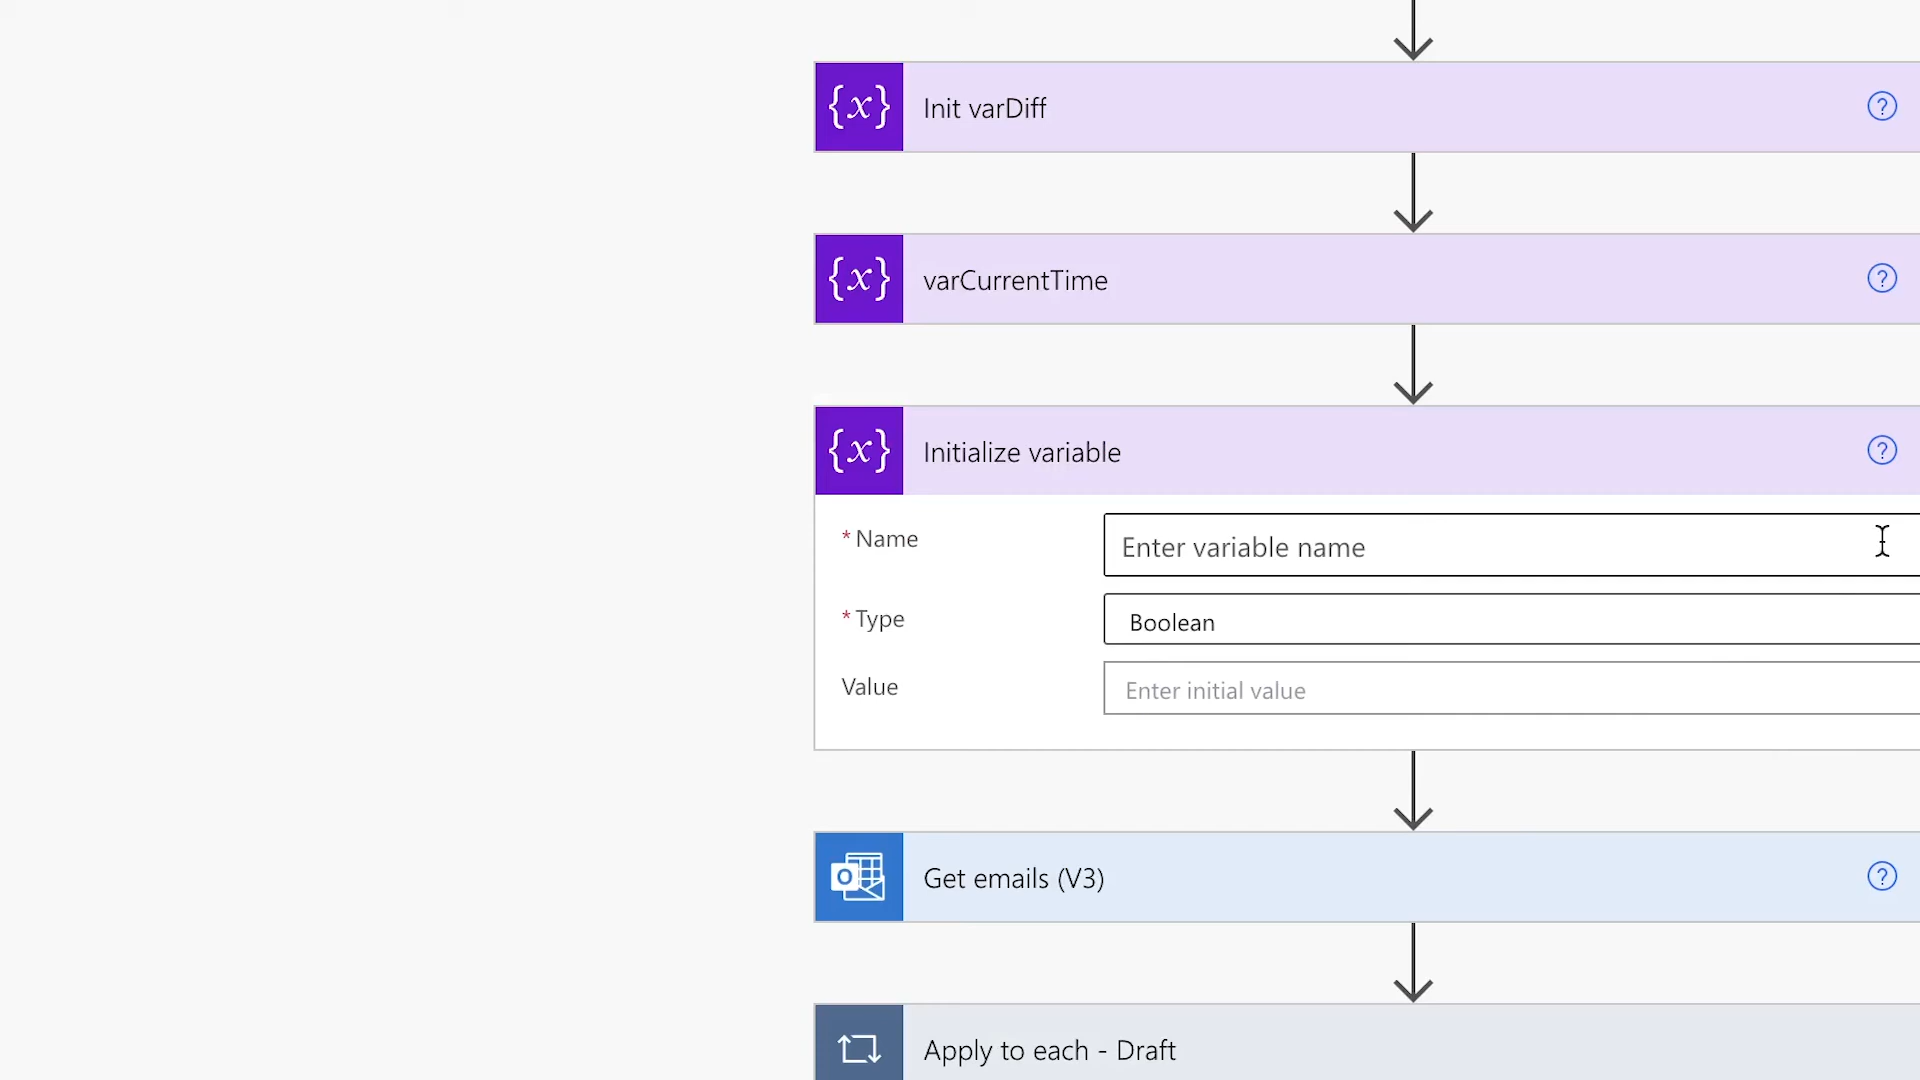 {x} Init varDiff ?
{x} varCurrentTime ?
{x} Initialize variable ?
* Name Enter variable name
* Type Boolean
Value Enter initial value
Get emails (V3) ?
Apply to each - Draft